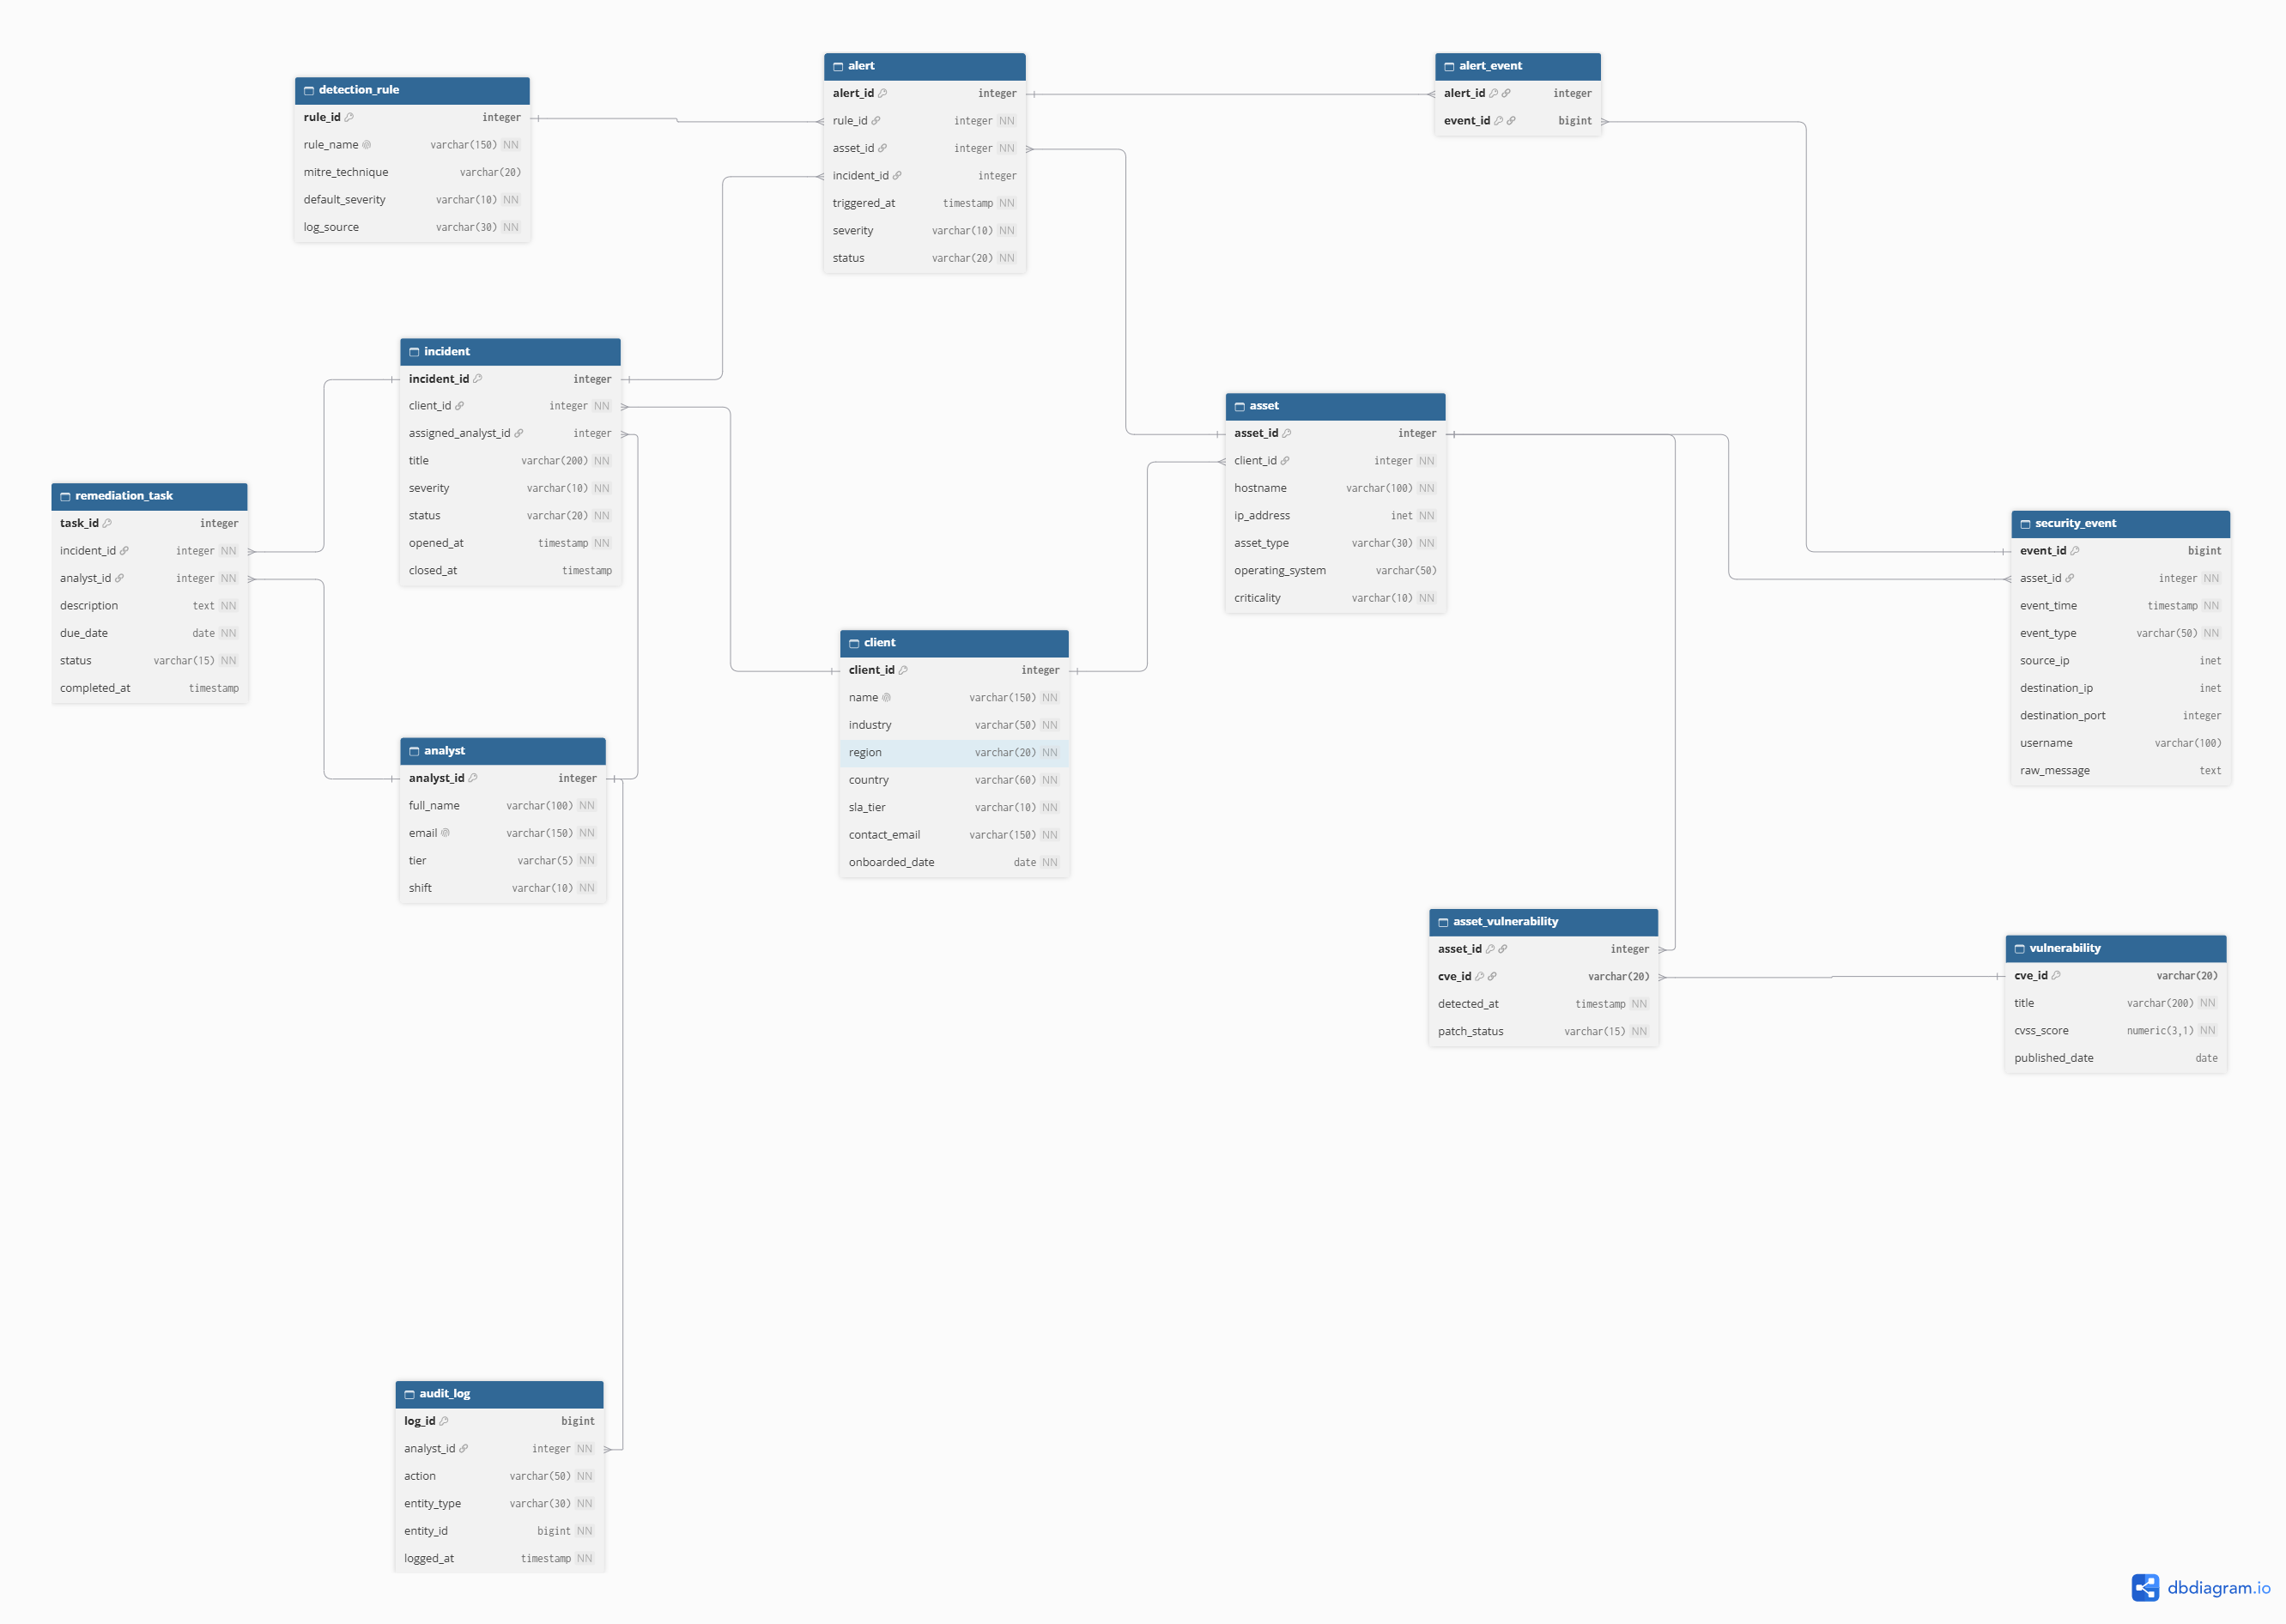 detection_rule
rule_id integer
rule_name varchar(150) NN
mitre_technique varchar(20)
default_severity varchar(10) NN
log_source varchar(30) NN
alert
alert_id integer
rule_id integer NN
asset_id integer NN
incident_id integer
triggered_at timestamp NN
severity varchar(10) NN
status varchar(20) NN
alert_event
alert_id integer
event_id bigint
incident
incident_id integer
client_id integer NN
assigned_analyst_id integer
title varchar(200) NN
severity varchar(10) NN
status varchar(20) NN
opened_at timestamp NN
closed_at timestamp
asset
asset_id integer
client_id integer NN
hostname varchar(100) NN
ip_address inet NN
asset_type varchar(30) NN
operating_system varchar(50)
criticality varchar(10) NN
remediation_task
task_id integer
incident_id integer NN
analyst_id integer NN
description text NN
due_date date NN
status varchar(15) NN
completed_at timestamp
security_event
event_id bigint
asset_id integer NN
event_time timestamp NN
event_type varchar(50) NN
source_ip inet
destination_ip inet
destination_port integer
username varchar(100)
raw_message text
client
client_id integer
name varchar(150) NN
industry varchar(50) NN
region varchar(20) NN
country varchar(60) NN
sla_tier varchar(10) NN
contact_email varchar(150) NN
onboarded_date date NN
analyst
analyst_id integer
full_name varchar(100) NN
email varchar(150) NN
tier varchar(5) NN
shift varchar(10) NN
asset_vulnerability
asset_id integer
cve_id varchar(20)
detected_at timestamp NN
patch_status varchar(15) NN
vulnerability
cve_id varchar(20)
title varchar(200) NN
cvss_score numeric(3,1) NN
published_date date
audit_log
log_id bigint
analyst_id integer NN
action varchar(50) NN
entity_type varchar(30) NN
entity_id bigint NN
logged_at timestamp NN
dbdiagram.io